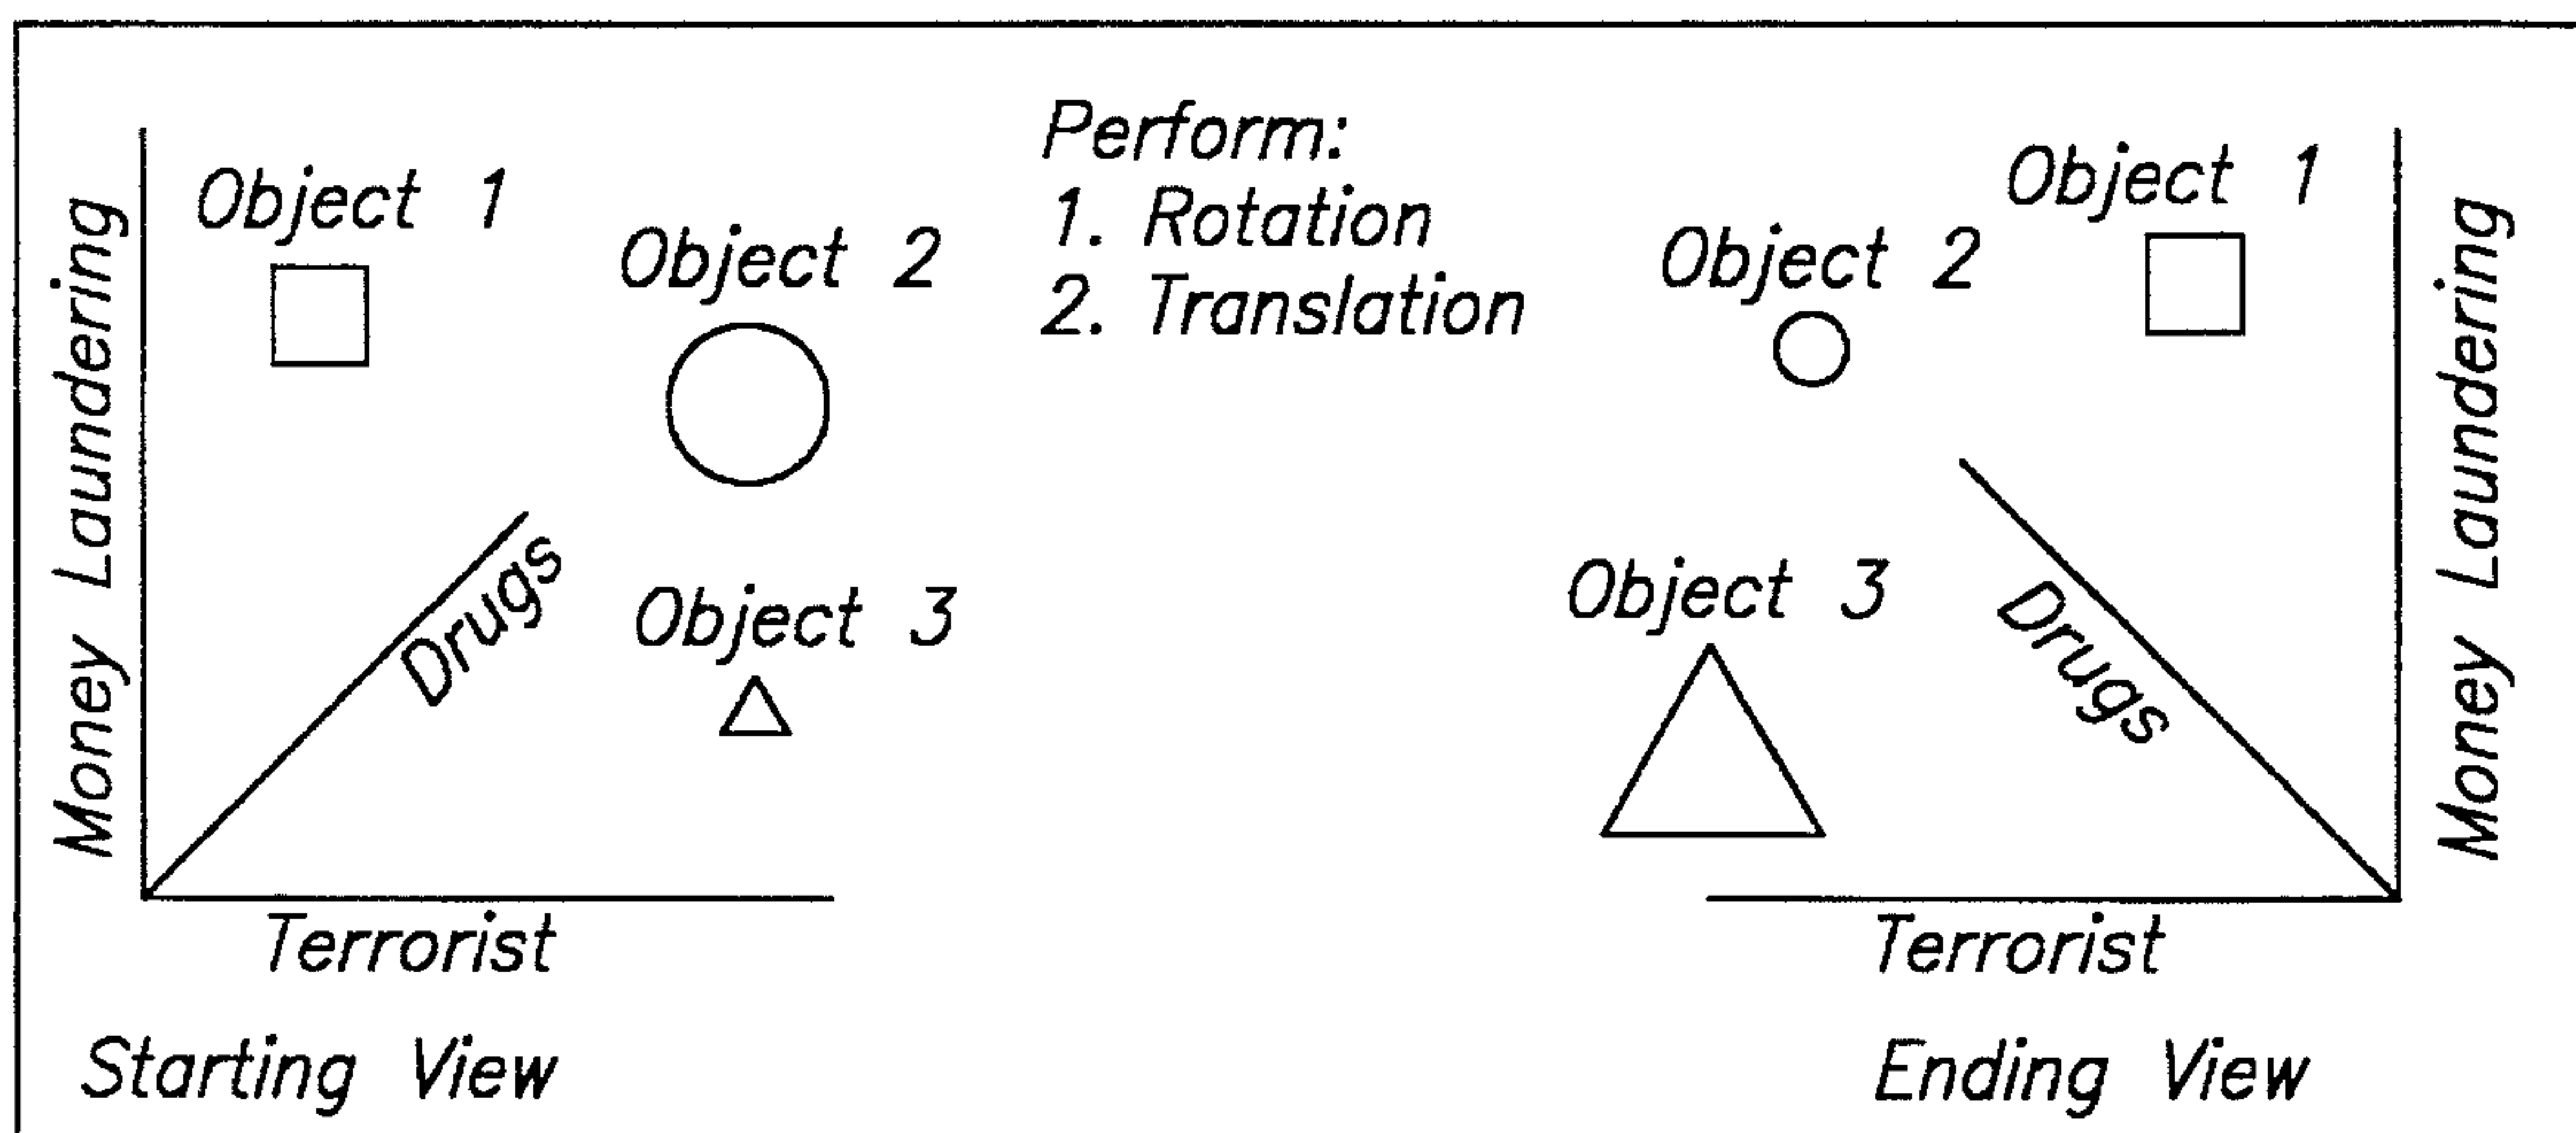 Money Laundering
Object 1
Object 2
Drugs
Object 3
Terrorist
Starting View
Perform:
1. Rotation
2. Translation
Object 1
Object 2
Object 3
Drugs
Money Laundering
Terrorist
Ending View